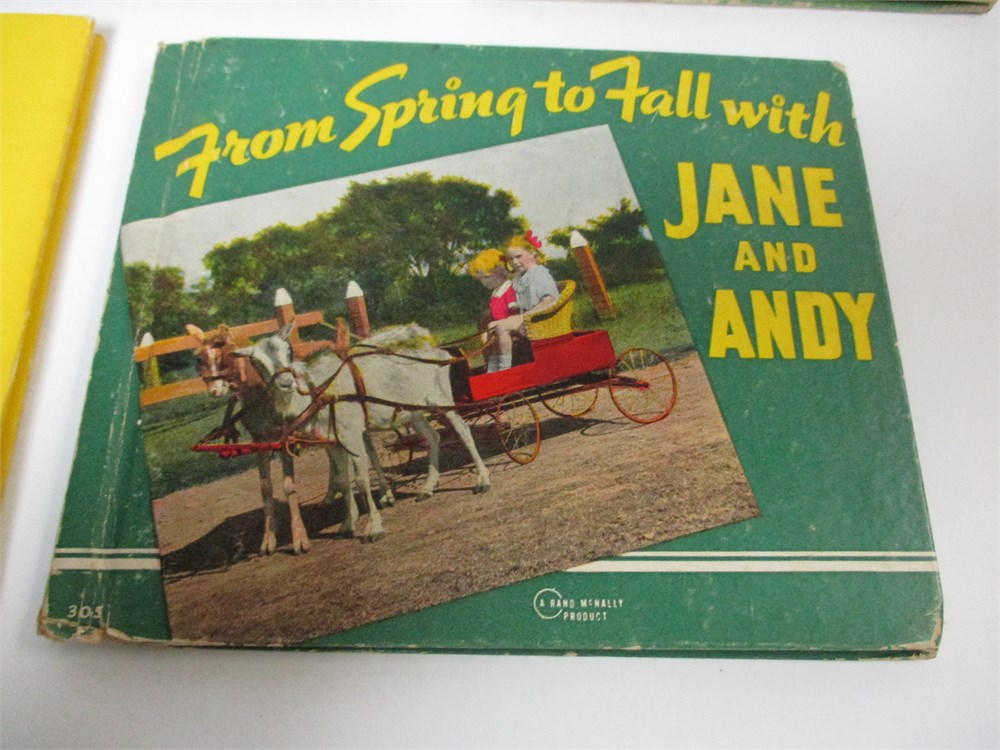 From Spring to Fall with
JANE
AND
ANDY
305
A RAND McNALLY
PRODUCT